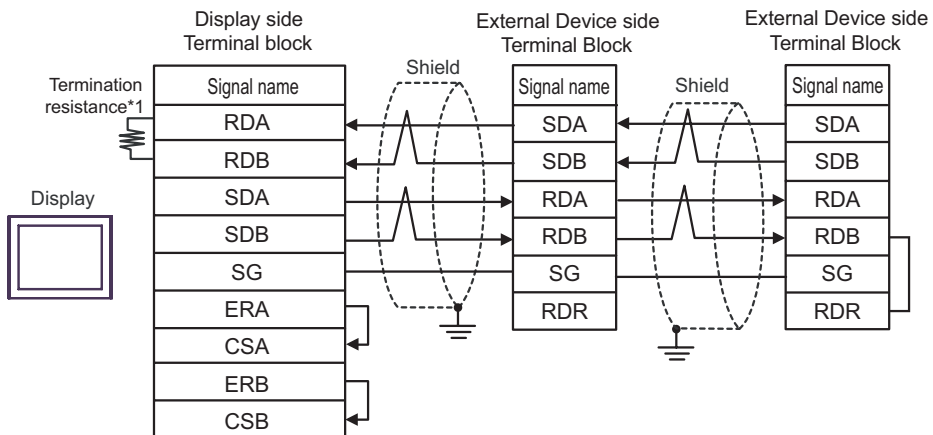 Display side
Terminal block
External Device side
Terminal Block
External Device side
Terminal Block
Termination
resistance*1
Display
Signal name
RDA
RDB
SDA
SDB
SG
ERA
CSA
ERB
CSB
Shield
Signal name
SDA
SDB
RDA
RDB
SG
RDR
Shield
Signal name
SDA
SDB
RDA
RDB
SG
RDR